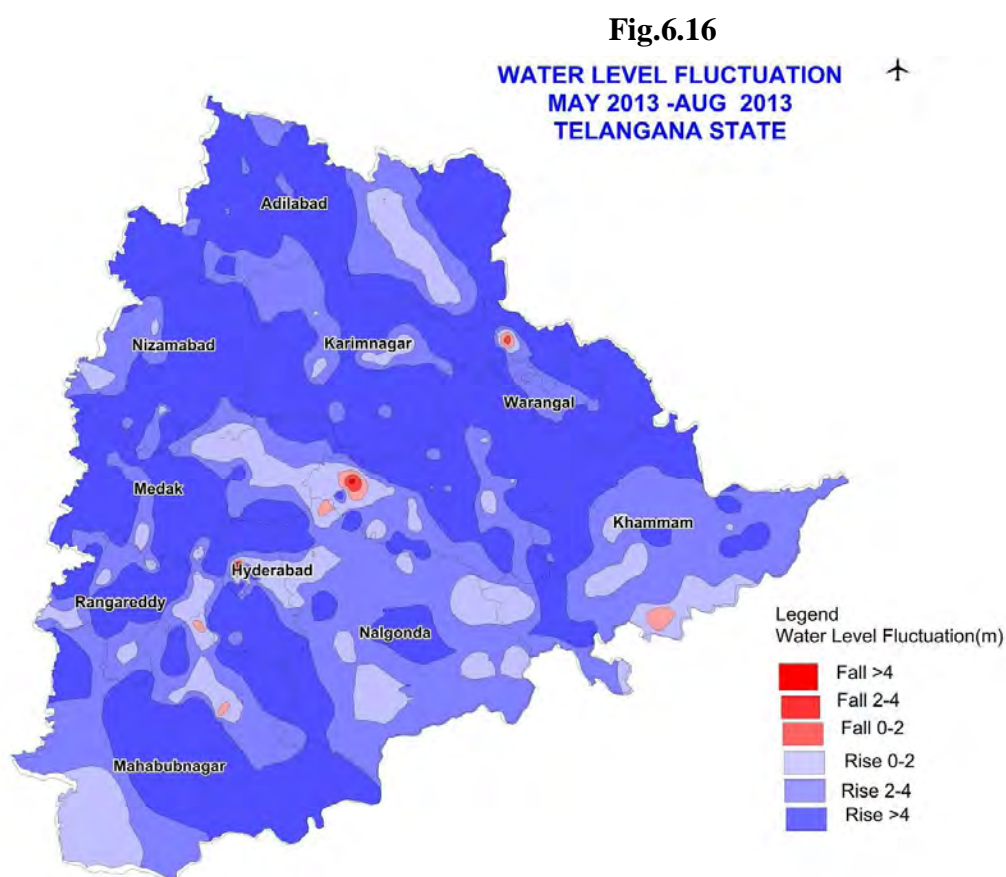 Fig.6.16
WATER LEVEL FLUCTUATION
MAY 2013 -AUG 2013
TELANGANA STATE
Adilabad
Nizamabad
Karimnagar
Warangal
Medak
Khammam
Hyderabad
Rangareddy
Nalgonda
Mahabubnagar
Legend
Water Level Fluctuation(m)
Fall >4
Fall 2-4
Fall 0-2
Rise 0-2
Rise 2-4
Rise >4